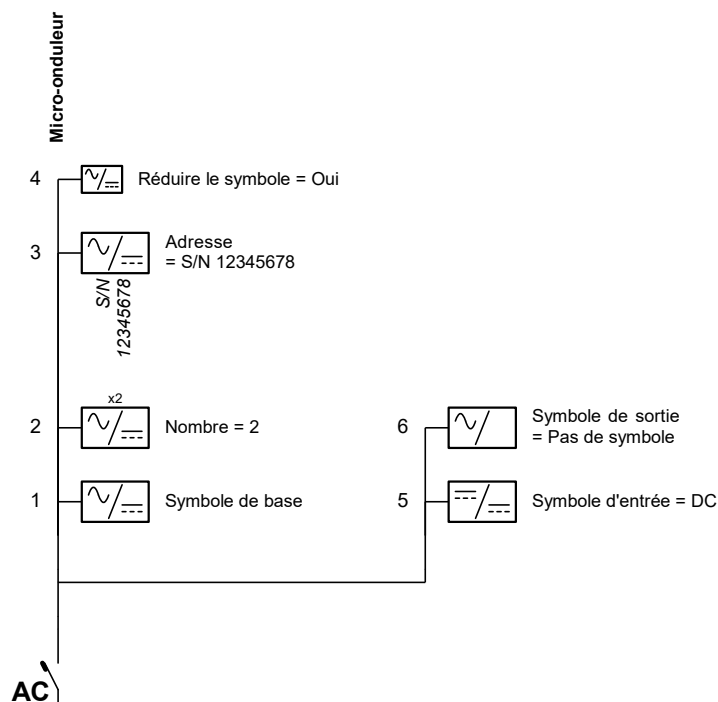 Micro-onduleur
4 Réduire le symbole = Oui
3 Adresse
= S/N 12345678
S/N
12345678
x2
2 Nombre = 2
1 Symbole de base
6 Symbole de sortie
= Pas de symbole
5 Symbole d'entrée = DC
AC